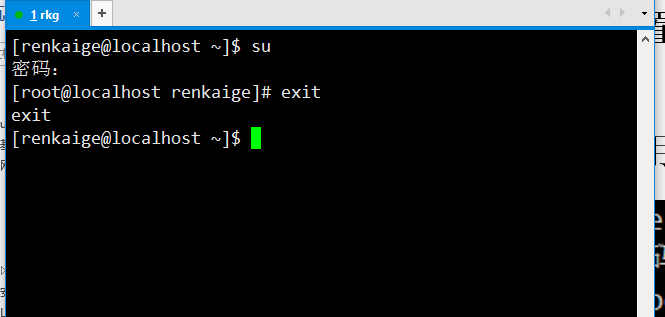 1 rkg
[renkaige@localhost ~]$ su
密码：
[root@localhost renkaige]# exit
exit
[renkaige@localhost ~]$